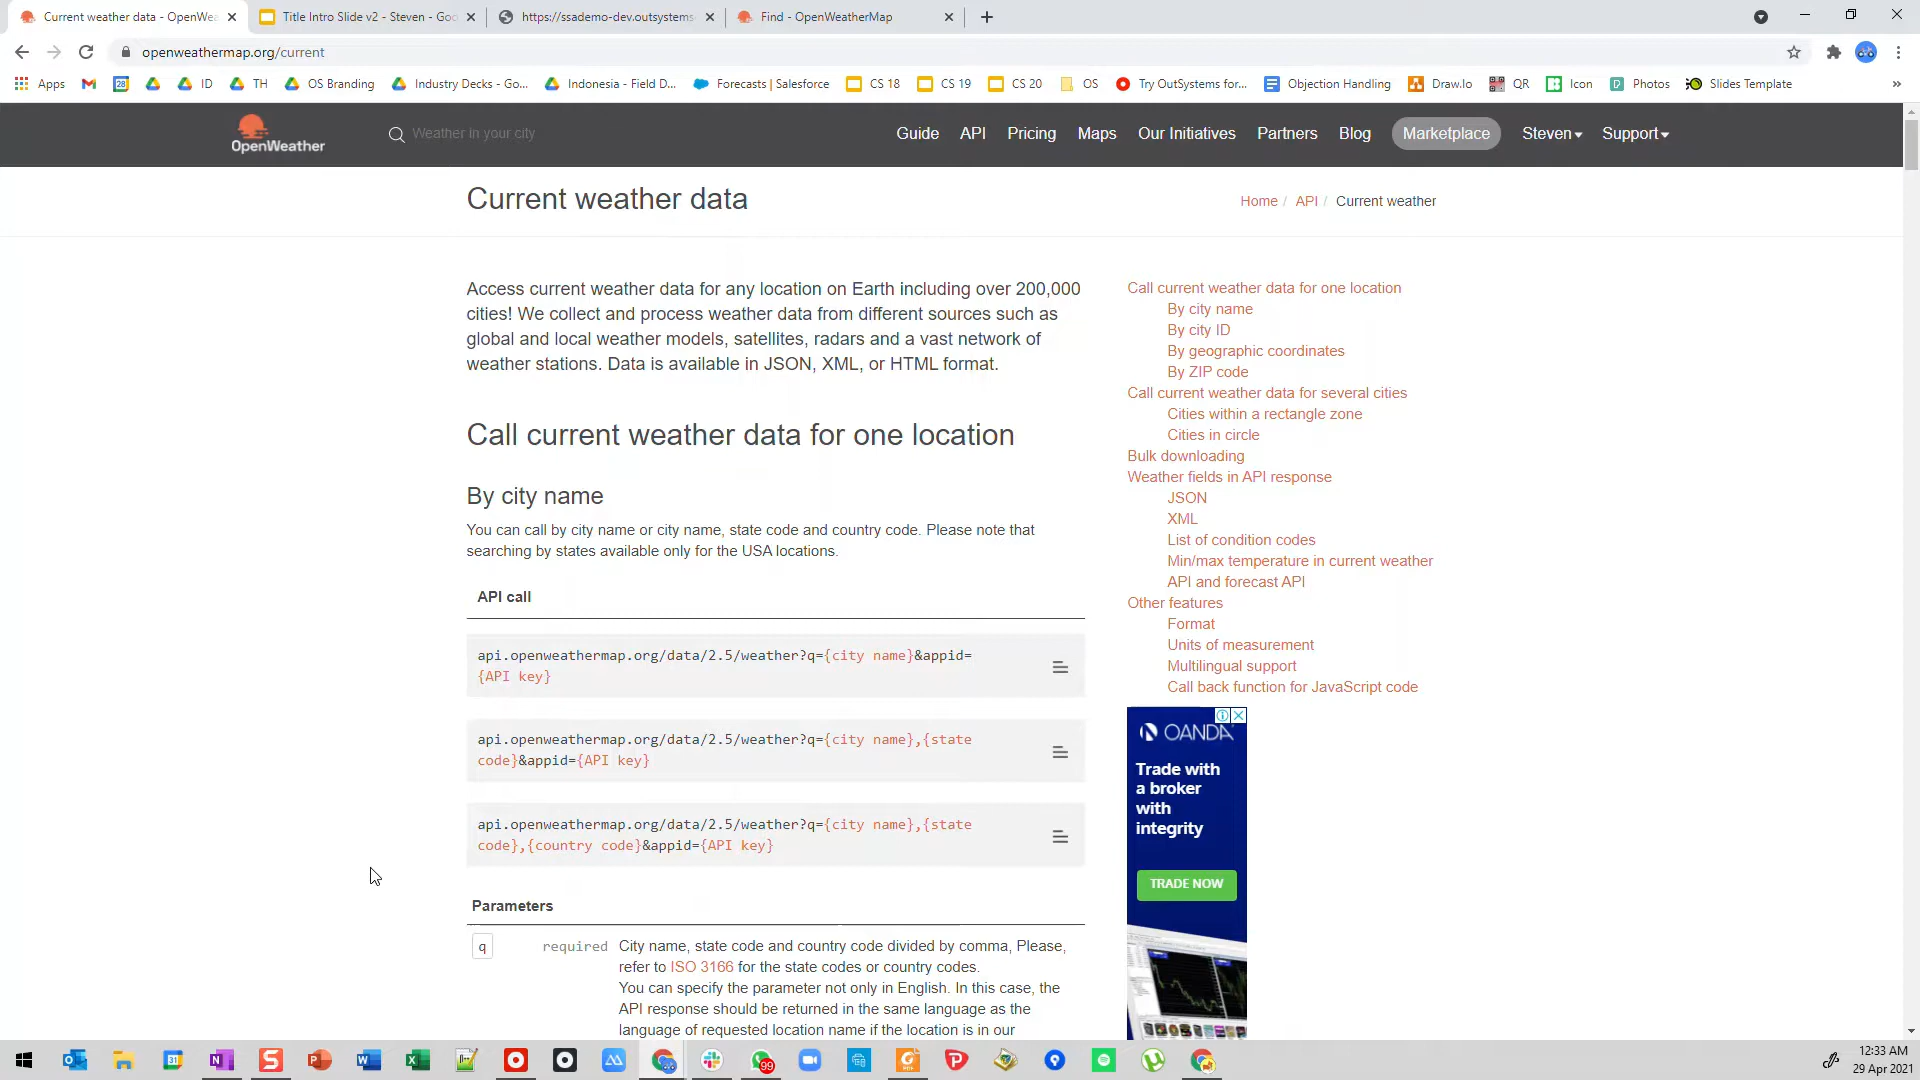 Current weather data - OpenWea
Title Intro Slide v2 - Steven - Goo
https://ssademo-dev.outsystems
Find - OpenWeatherMap
openweathermap.org/current
Apps
28
ID
TH
OS Branding
Industry Decks - Go...
Indonesia - Field D...
Forecasts | Salesforce
CS 18
CS 19
CS 20
OS
Try OutSystems for...
Objection Handling
Draw.Io
QR
Icon
Photos
Slides Template
OpenWeather
Weather in your city
Guide
API
Pricing
Maps
Our Initiatives
Partners
Blog
Marketplace
Steven
Support
Current weather data
Home / API / Current weather
Access current weather data for any location on Earth including over 200,000
cities! We collect and process weather data from different sources such as
global and local weather models, satellites, radars and a vast network of
weather stations. Data is available in JSON, XML, or HTML format.
Call current weather data for one location
By city name
You can call by city name or city name, state code and country code. Please note that
searching by states available only for the USA locations.
API call
api.openweathermap.org/data/2.5/weather?q={city name}&appid=
{API key}
api.openweathermap.org/data/2.5/weather?q={city name},{state
code}&appid={API key}
api.openweathermap.org/data/2.5/weather?q={city name},{state
code},{country code}&appid={API key}
Parameters
q
required
City name, state code and country code divided by comma, Please,
refer to ISO 3166 for the state codes or country codes.
You can specify the parameter not only in English. In this case, the
API response should be returned in the same language as the
language of requested location name if the location is in our
Call current weather data for one location
By city name
By city ID
By geographic coordinates
By ZIP code
Call current weather data for several cities
Cities within a rectangle zone
Cities in circle
Bulk downloading
Weather fields in API response
JSON
XML
List of condition codes
Min/max temperature in current weather
API and forecast API
Other features
Format
Units of measurement
Multilingual support
Call back function for JavaScript code
OANDA
Trade with
a broker
with
integrity
TRADE NOW
99
12:33 AM
29 Apr 2021